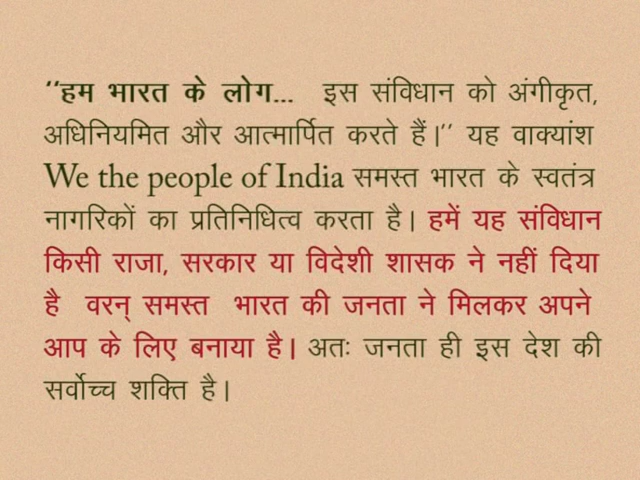 ‘‘हम भारत के लोग... इस संविधान को अंगीकृत,
अधिनियमित और आत्मार्पित करते हैं।’’ यह वाक्यांश
We the people of India समस्त भारत के स्वतंत्र
नागरिकों का प्रतिनिधित्व करता है। हमें यह संविधान
किसी राजा, सरकार या विदेशी शासक ने नहीं दिया
है वरन् समस्त भारत की जनता ने मिलकर अपने
आप के लिए बनाया है। अतः जनता ही इस देश की
सर्वोच्च शक्ति है।